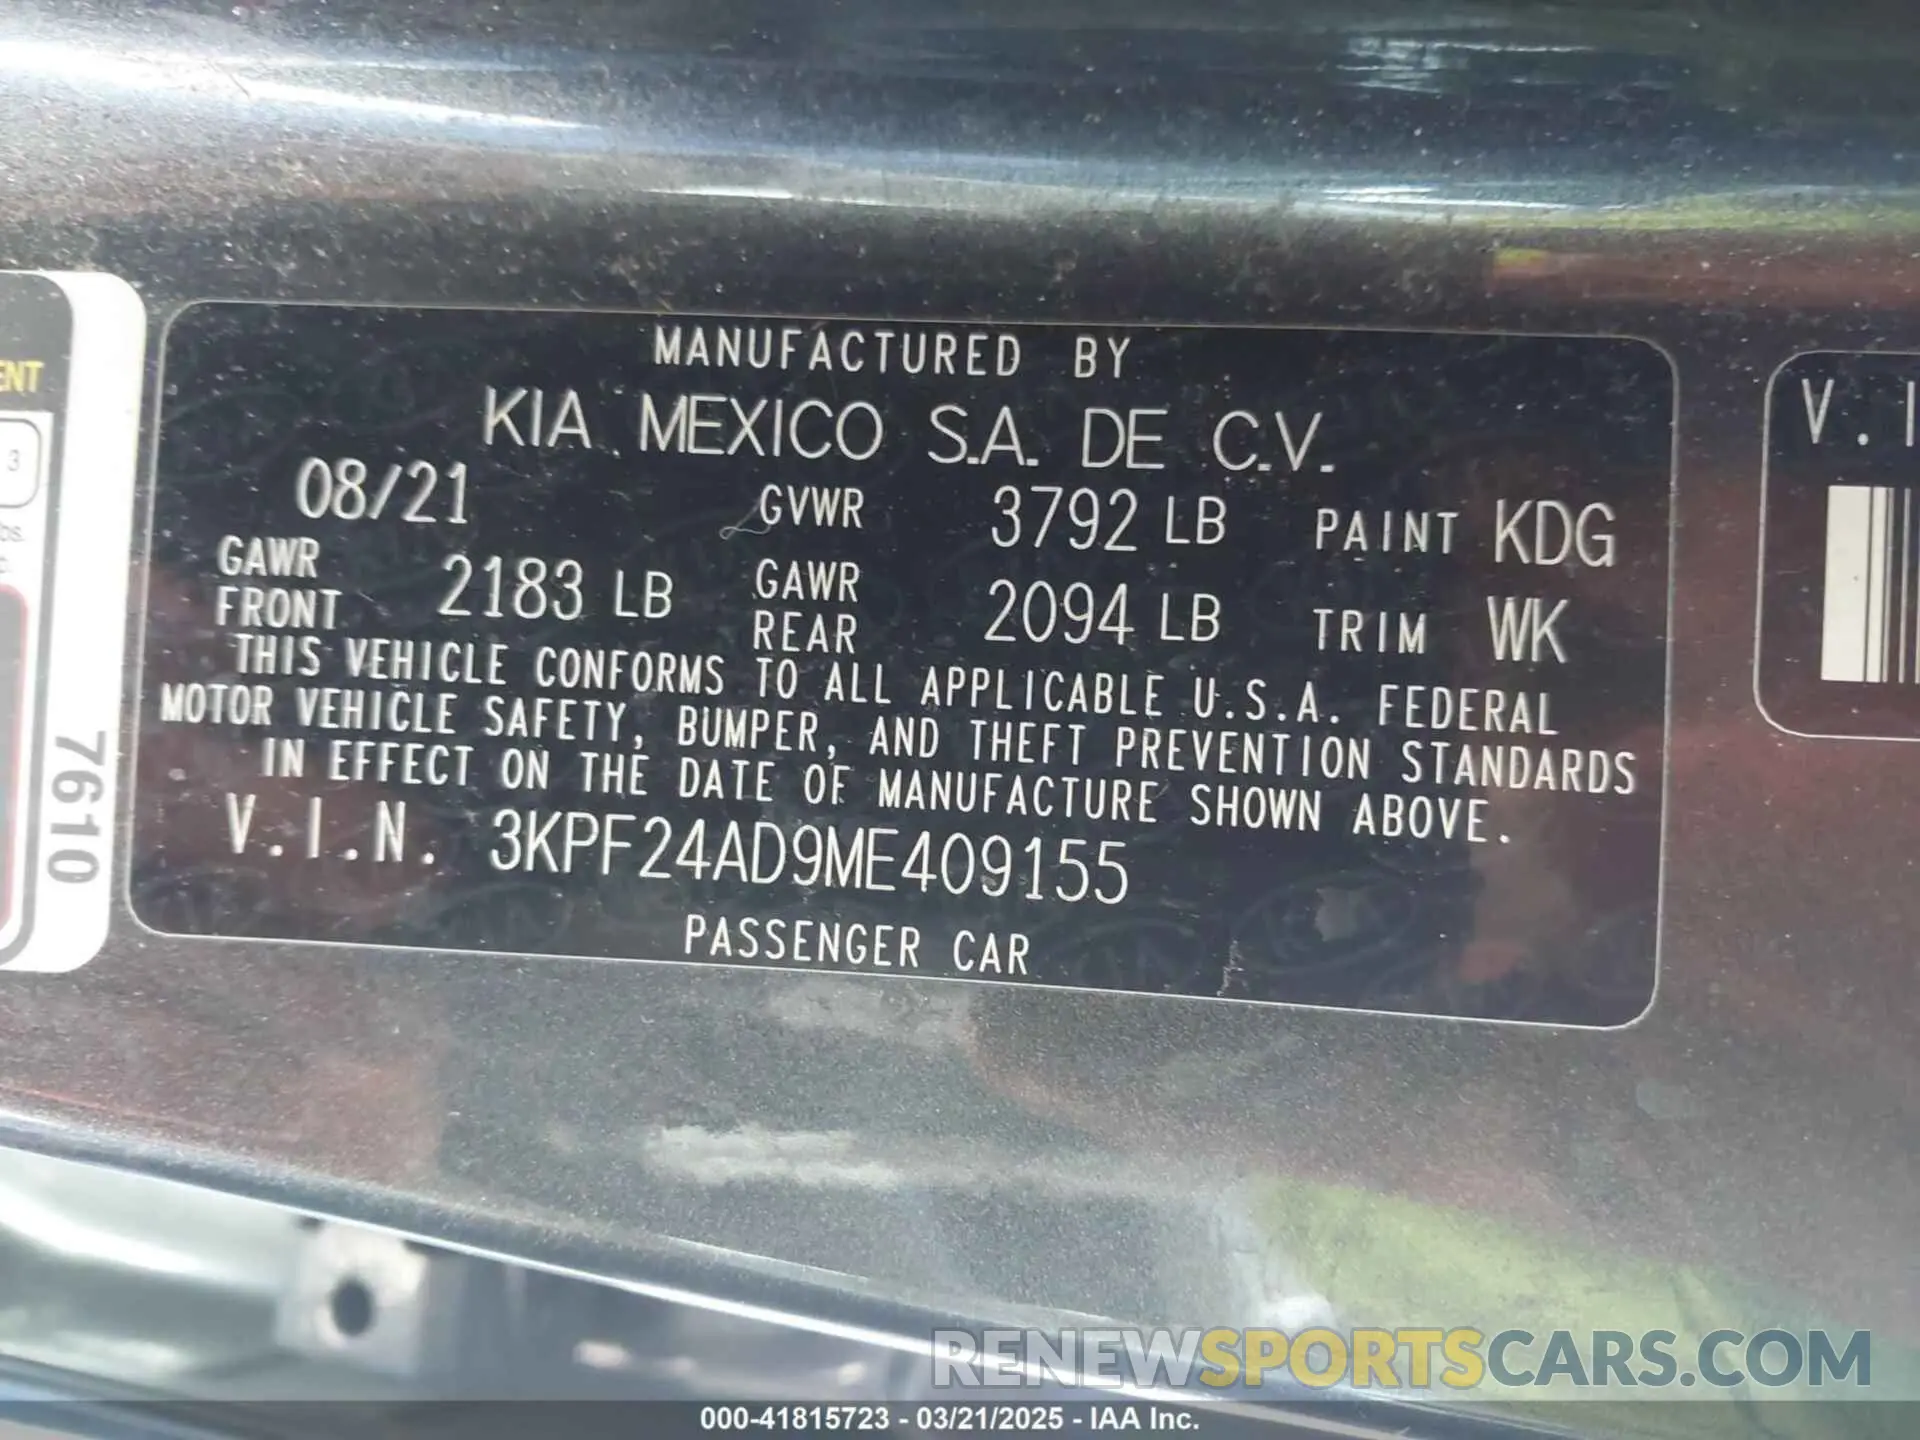 MANUFACTURED BY
KIA MEXICO S.A. DE C.V.
08/21 GVWR 3792 LB PAINT KDG
GAWR FRONT 2183 LB GAWR REAR 2094 LB TRIM WK
THIS VEHICLE CONFORMS TO ALL APPLICABLE U.S.A. FEDERAL
MOTOR VEHICLE SAFETY, BUMPER, AND THEFT PREVENTION STANDARDS
IN EFFECT ON THE DATE OF MANUFACTURE SHOWN ABOVE.
V.I.N. 3KPF24AD9ME409155
PASSENGER CAR
ENT
3
7610
V.I
RENEWSPORTSCARS.COM
000-41815723 - 03/21/2025 - IAA Inc.